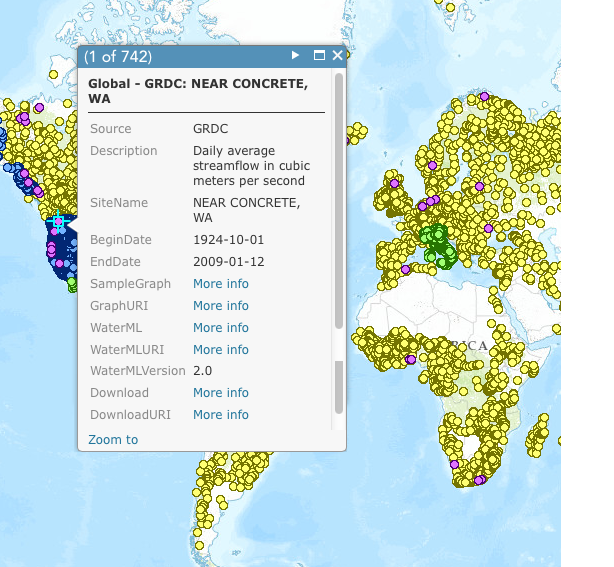 (1 of 742)
Global - GRDC: NEAR CONCRETE,
WA
Source GRDC
Description Daily average
streamflow in cubic
meters per second
SiteName NEAR CONCRETE,
WA
BeginDate 1924-10-01
EndDate 2009-01-12
SampleGraph More info
GraphURI More info
WaterML More info
WaterMLURI More info
WaterMLVersion 2.0
Download More info
DownloadURI More info
Zoom to